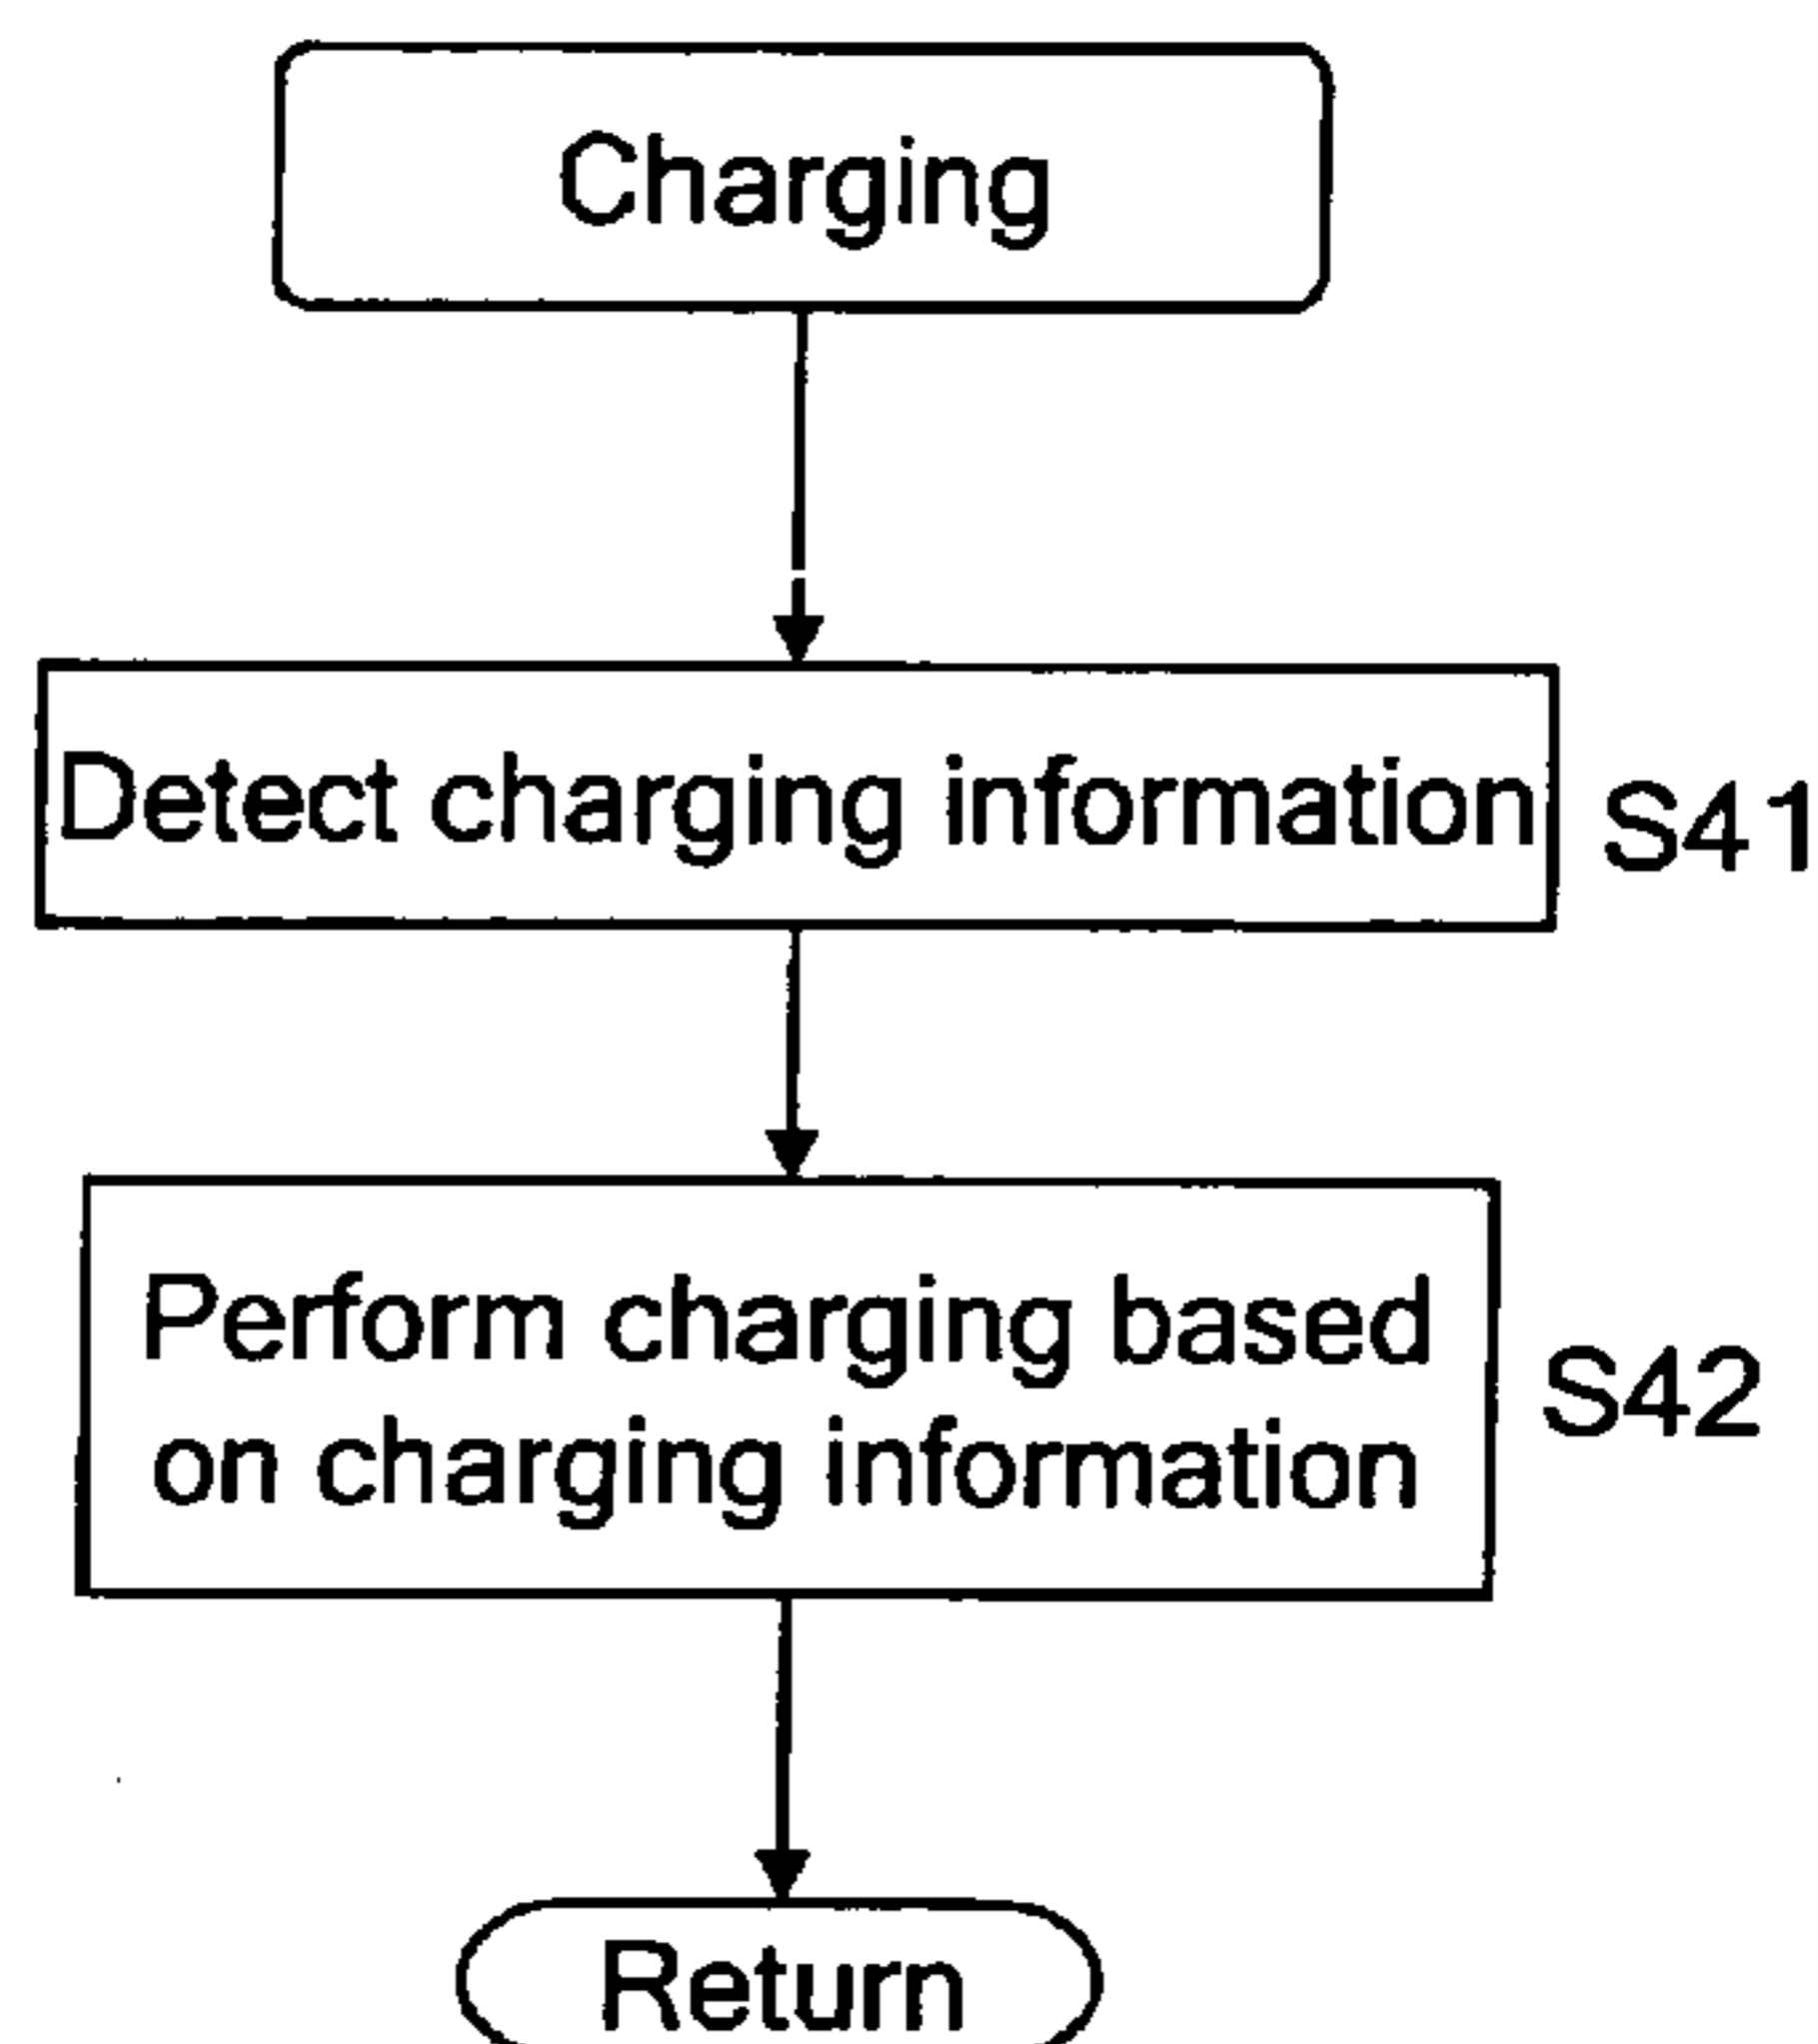 Charging
Detect charging information
S41
Perform charging based
on charging information
S42
Return